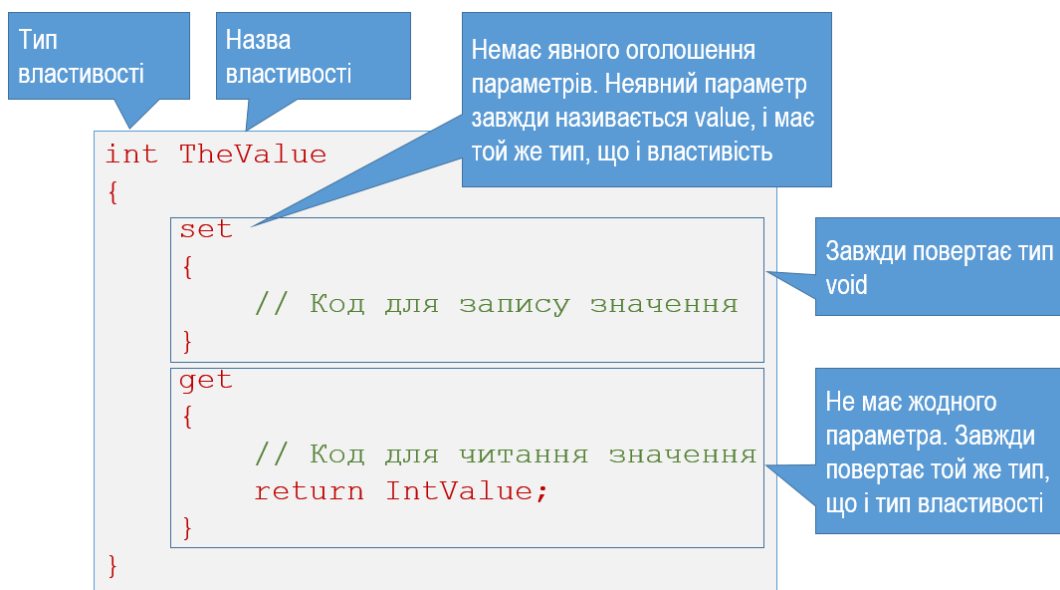 Тип
властивості
Назва
властивості
Немає явного оголошення
параметрів. Неявний параметр
завжди називається value, і має
той же тип, що і властивість
int TheValue
{
set
{
// Код для запису значення
}
get
{
// Код для читання значення
return IntValue;
}
}
Завжди повертає тип
void
Не має жодного
параметра. Завжди
повертає той же тип,
що і тип властивості